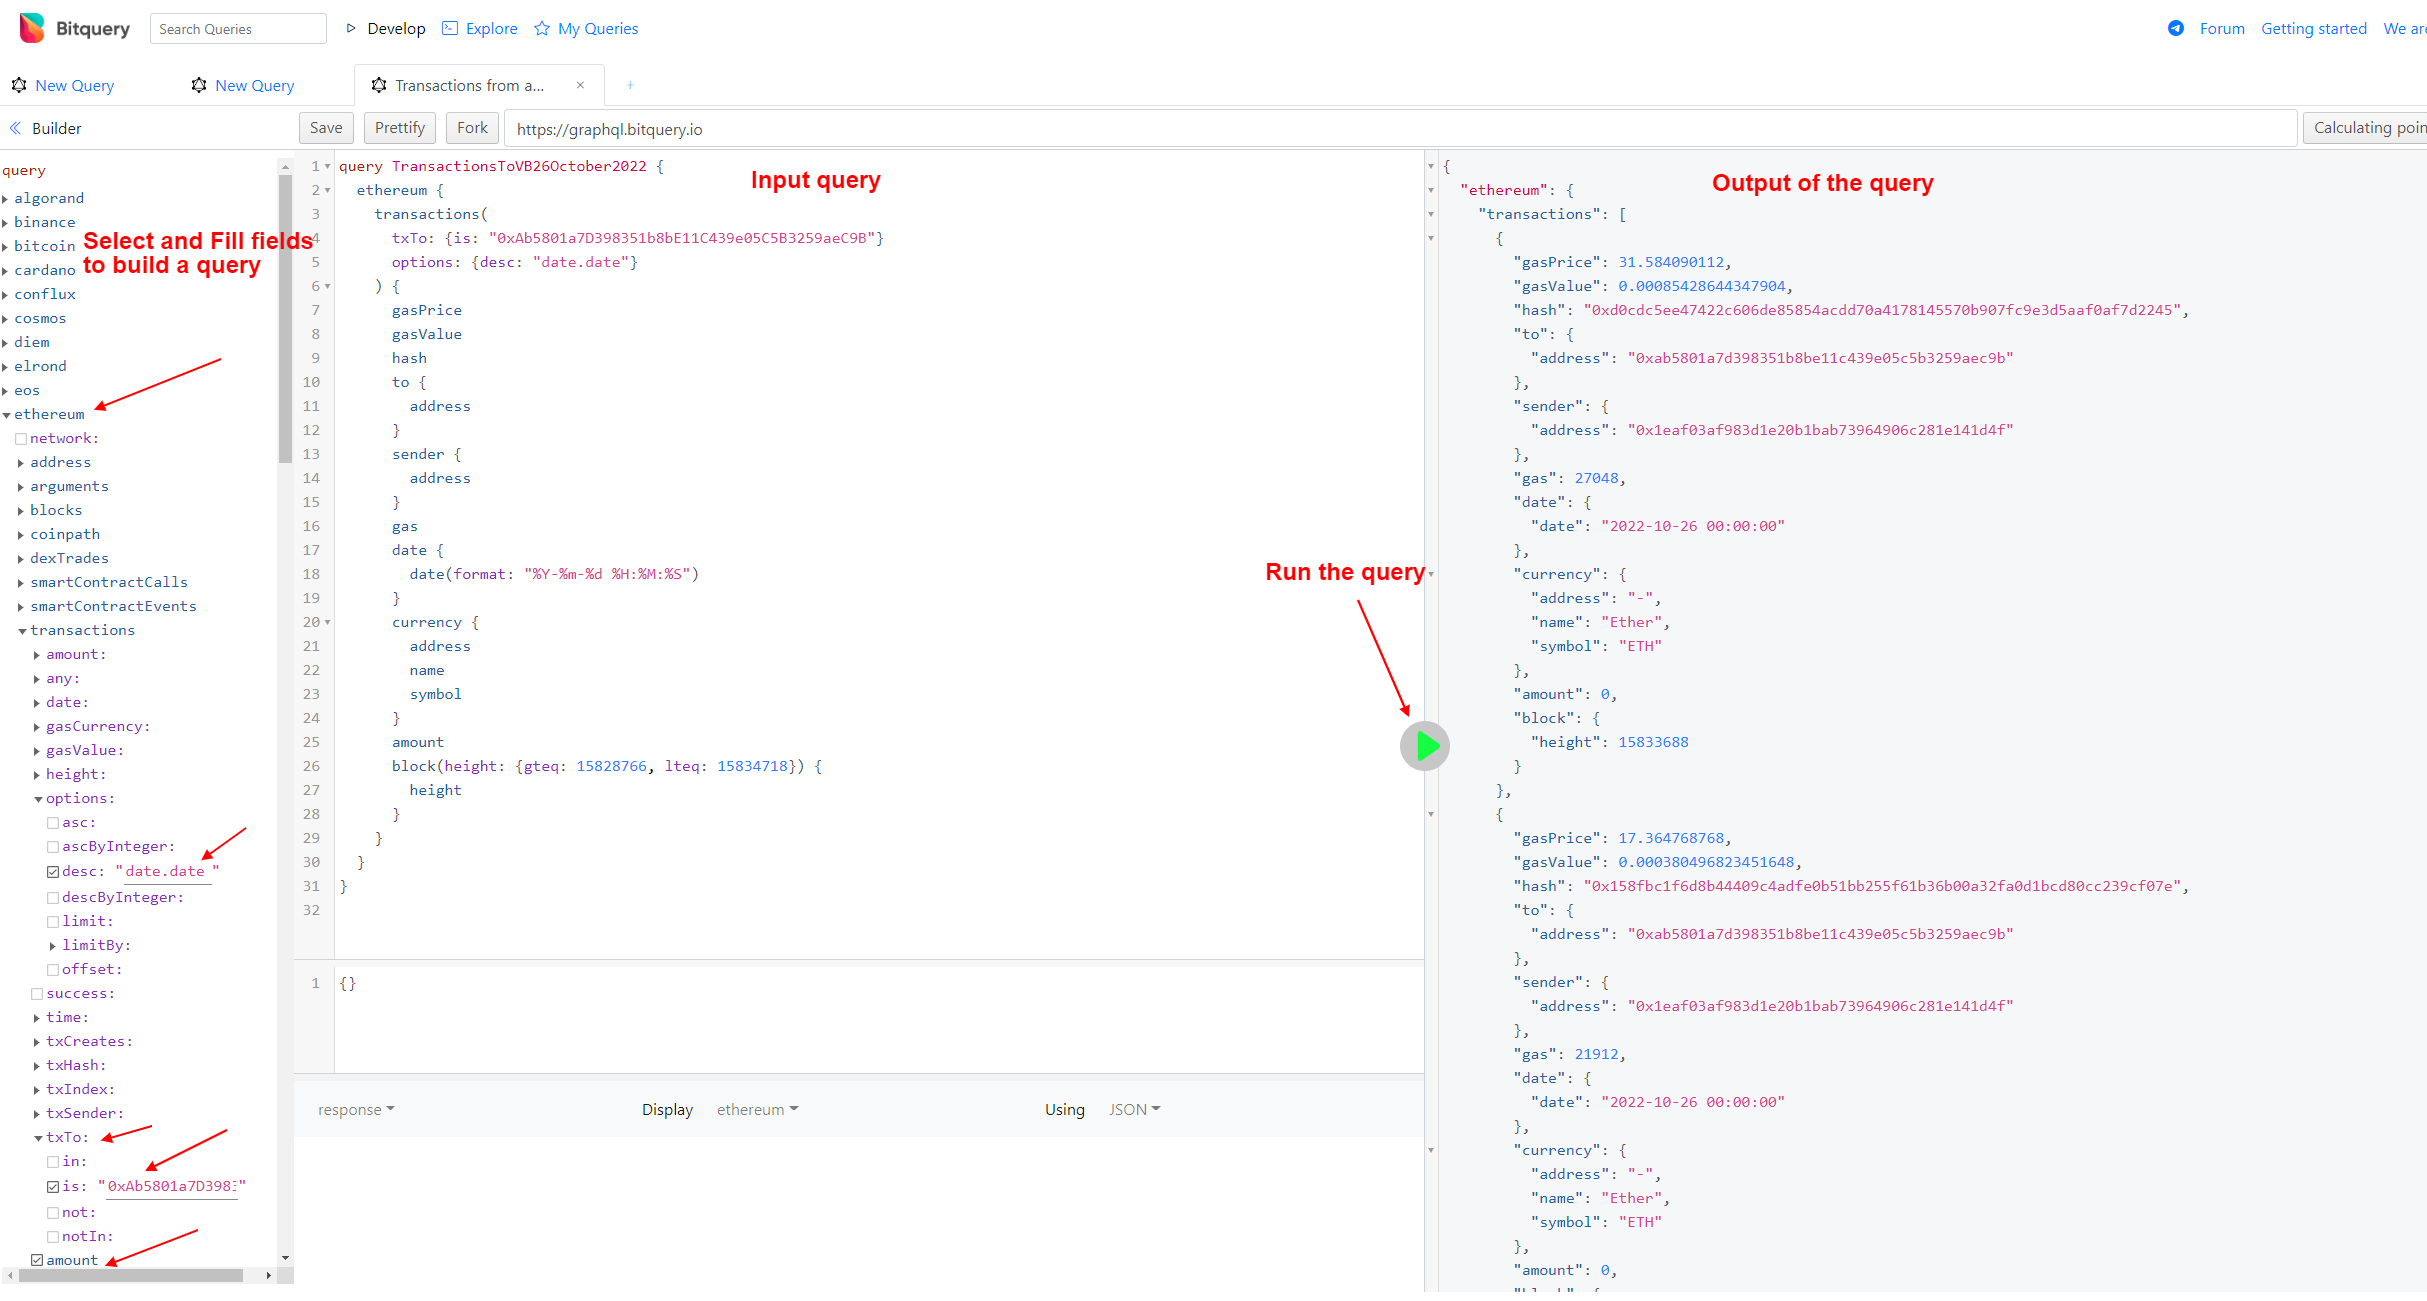 Bitquery
Search Queries
Develop
Explore
My Queries
Forum
Getting started
We are
New Query
New Query
Transactions from a...
×
+
Builder
Save
Prettify
Fork
https://graphql.bitquery.io
Calculating poin
query
algorand
binance
bitcoin
cardano
conflux
cosmos
diem
elrond
eos
ethereum
network:
address
arguments
blocks
coinpath
dexTrades
smartContractCalls
smartContractEvents
transactions
amount:
any:
date:
gasCurrency:
gasValue:
height:
options:
asc:
ascByInteger:
desc: "date.date"
descByInteger:
limit:
limitBy:
offset:
success:
time:
txCreates:
txHash:
txIndex:
txSender:
txTo:
in:
is: "0xAb5801a7D398"
not:
notIn:
amount
Select and Fill fields
to build a query
Input query
1 query TransactionsToVB26October2022 {
2 ethereum {
3 transactions(
4 txTo: {is: "0xAb5801a7D398351b8bE11C439e05C5B3259aeC9B"}
5 options: {desc: "date.date"}
6 ) {
7 gasPrice
8 gasValue
9 hash
10 to {
11 address
12 }
13 sender {
14 address
15 }
16 gas
17 date {
18 date(format: "%Y-%m-%d %H:%M:%S")
19 }
20 currency {
21 address
22 name
23 symbol
24 }
25 amount
26 block(height: {gteq: 15828766, lteq: 15834718}) {
27 height
28 }
29 }
30 }
31 }
32
1 {}
response
Display
ethereum
Using
JSON
Run the query
Output of the query
{
"ethereum": {
"transactions": [
{
"gasPrice": 31.584090112,
"gasValue": 0.00085428644347904,
"hash": "0xd0cdc5ee47422c606de85854acdd70a4178145570b907fc9e3d5aaf0af7d2245",
"to": {
"address": "0xab5801a7d398351b8be11c439e05c5b3259aec9b"
},
"sender": {
"address": "0x1eaf03af983d1e20b1bab73964906c281e141d4f"
},
"gas": 27048,
"date": {
"date": "2022-10-26 00:00:00"
},
"currency": {
"address": "-",
"name": "Ether",
"symbol": "ETH"
},
"amount": 0,
"block": {
"height": 15833688
}
},
{
"gasPrice": 17.364768768,
"gasValue": 0.000380496823451648,
"hash": "0x158fbc1f6d8b44409c4adfe0b51bb255f61b36b00a32fa0d1bcd80cc239cf07e",
"to": {
"address": "0xab5801a7d398351b8be11c439e05c5b3259aec9b"
},
"sender": {
"address": "0x1eaf03af983d1e20b1bab73964906c281e141d4f"
},
"gas": 21912,
"date": {
"date": "2022-10-26 00:00:00"
},
"currency": {
"address": "-",
"name": "Ether",
"symbol": "ETH"
},
"amount": 0,